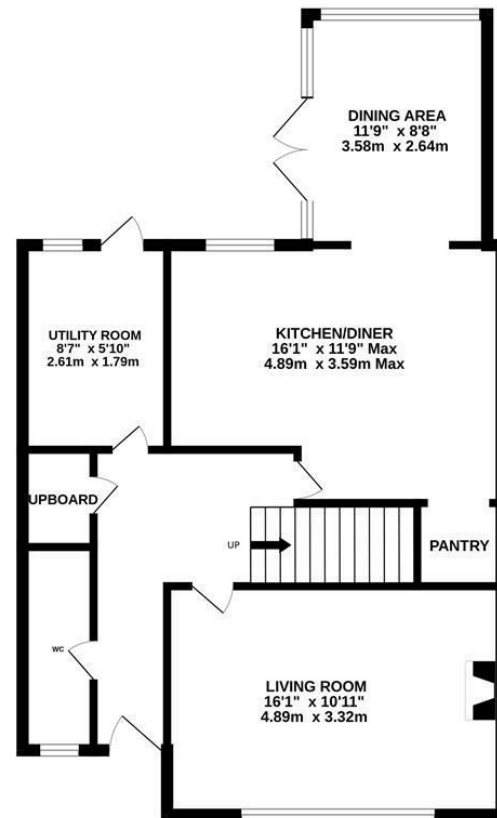 DINING AREA
11'9" x 8'8"
3.58m x 2.64m
UTILITY ROOM
8'7" x 5'10"
2.61m x 1.79m
KITCHEN/DINER
16'1" x 11'9" Max
4.89m x 3.59m Max
UPBOARD
UP
PANTRY
WC
LIVING ROOM
16'1" x 10'11"
4.89m x 3.32m